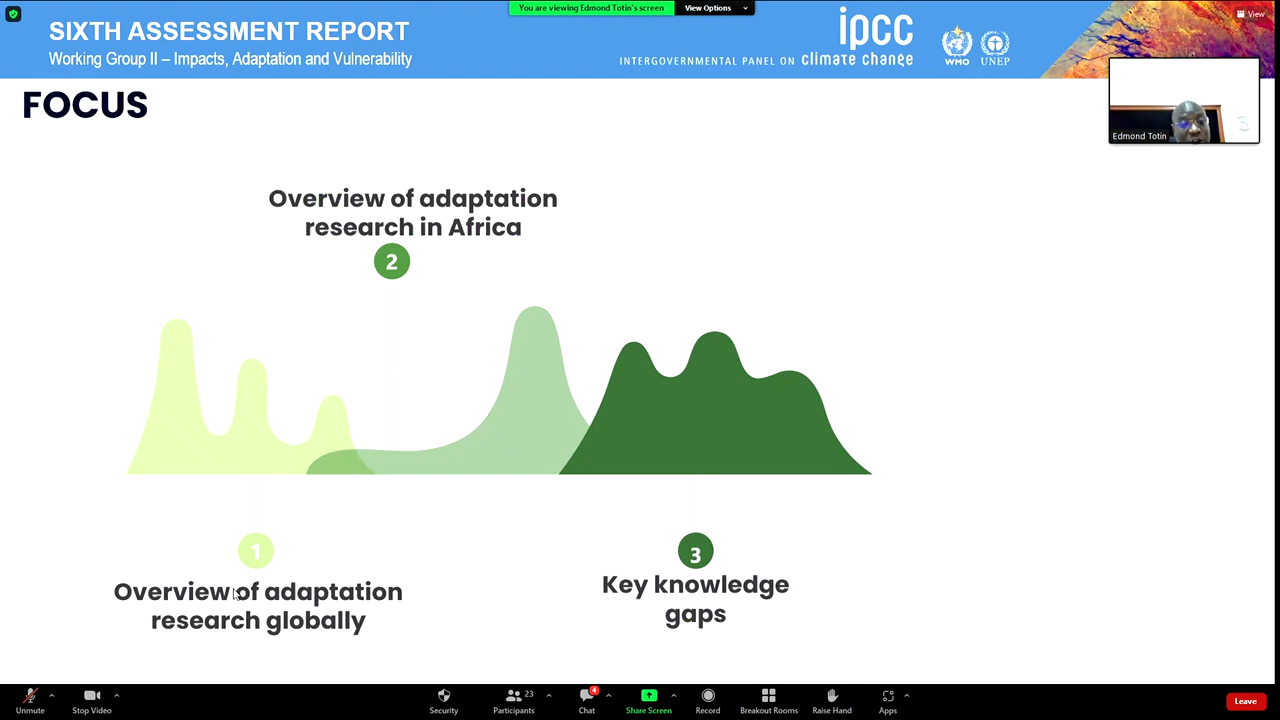 You are viewing Edmond Totin's screen
View Options
View
SIXTH ASSESSMENT REPORT
Working Group II – Impacts, Adaptation and Vulnerability
ipcc
INTERGOVERNMENTAL PANEL ON climate change
WMO
UNEP
Edmond Totin
FOCUS
Overview of adaptation
research in Africa
2
1
Overview of adaptation
research globally
3
Key knowledge
gaps
Unmute
Stop Video
Security
Participants
23
Chat
4
Share Screen
Record
Breakout Rooms
Raise Hand
Apps
Leave